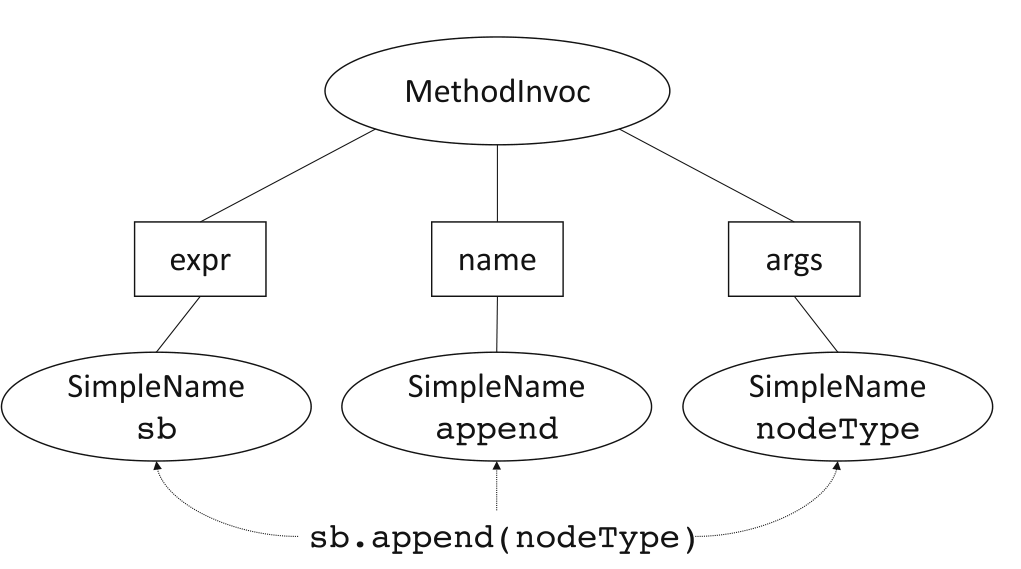 MethodInvoc
expr
name
args
SimpleName
sb
SimpleName
append
SimpleName
nodeType
sb.append(nodeType)